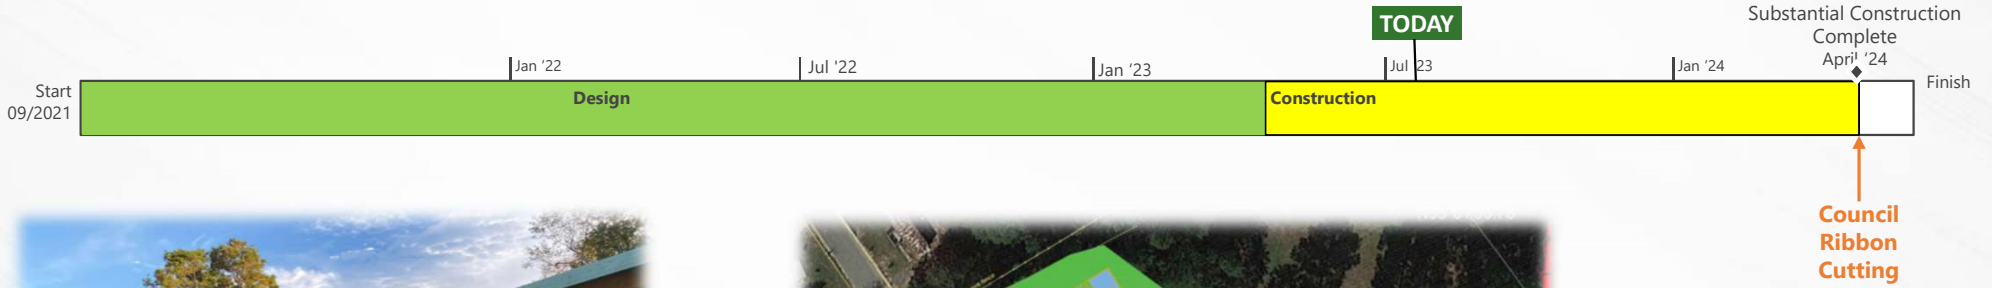 TODAY
Substantial Construction
Complete
April '24
Jan '22
Jul '22
Jan '23
Jul '23
Jan '24
Start
09/2021
Design
Construction
Finish
Council
Ribbon
Cutting